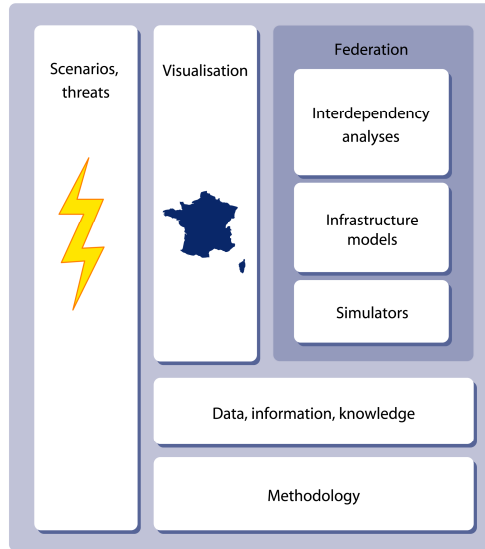 Scenarios,
threats
Visualisation
Federation
Interdependency
analyses
Infrastructure
models
Simulators
Data, information, knowledge
Methodology